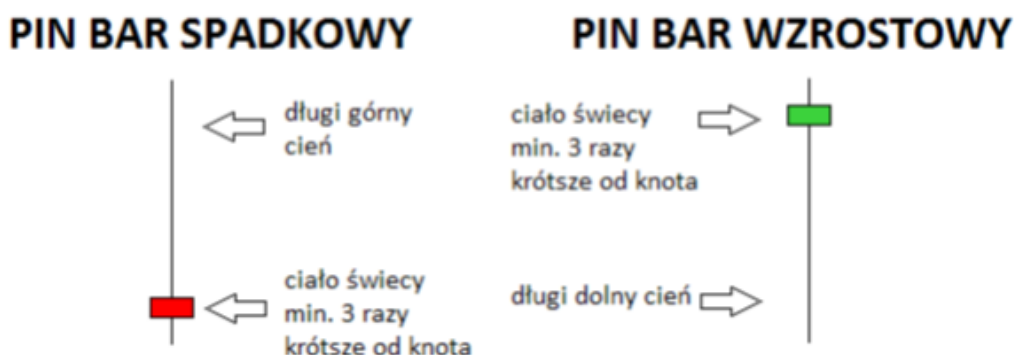 PIN BAR SPADKOWY
długi górny
cień
ciało świecy
min. 3 razy
krótsze od knota
PIN BAR WZROSTOWY
ciało świecy
min. 3 razy
krótsze od knota
długi dolny cień